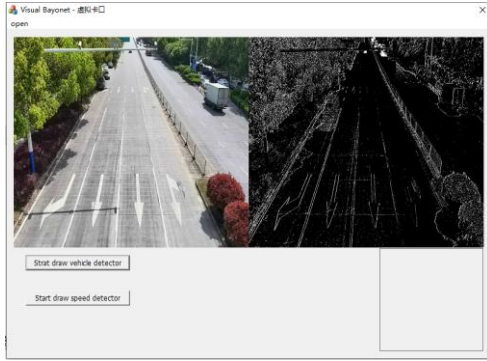 Visual Bayonet - 虚拟卡口
open
Strat draw vehicle detector
Start draw speed detector